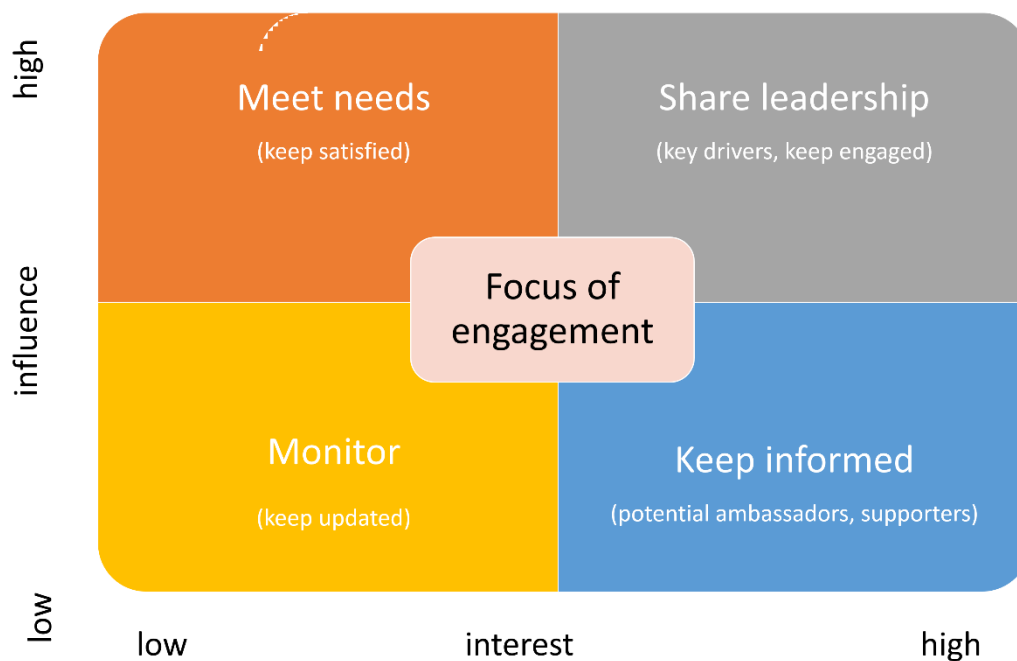 high
Meet needs
(keep satisfied)
Share leadership
(key drivers, keep engaged)
influence
Focus of
engagement
Monitor
(keep updated)
Keep informed
(potential ambassadors, supporters)
low
low
interest
high